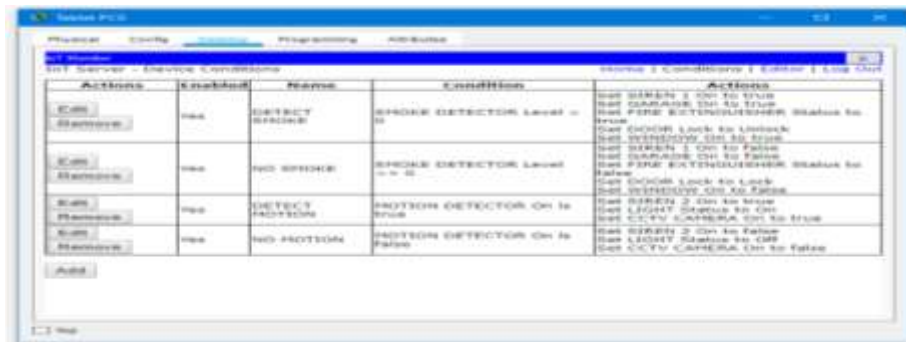 Tablet PC0
Physical Config Desktop Programming Attributes
IoT Monitor
IoT Server - Device Conditions Home | Conditions | Editor | Log Out
Actions Enabled Name Condition Actions
Edit
Remove
Yes
DETECT
SMOKE
SMOKE DETECTOR Level
0
Set SIREN 1 On to true
Set GARAGE On to true
Set FIRE EXTINGUISHER Status to
true
Set DOOR Lock to Unlock
Set WINDOW On to true
Edit
Remove
Yes
NO SMOKE
SMOKE DETECTOR Level
0
Set SIREN 1 On to false
Set GARAGE On to false
Set FIRE EXTINGUISHER Status to
false
Set DOOR Lock to Lock
Set WINDOW On to false
Edit
Remove
Yes
DETECT
MOTION
MOTION DETECTOR On is
true
Set SIREN 2 On to true
Set LIGHT Status to On
Set CCTV CAMERA On to true
Edit
Remove
Yes
NO MOTION
MOTION DETECTOR On is
false
Set SIREN 2 On to false
Set LIGHT Status to Off
Set CCTV CAMERA On to false
Add
Top